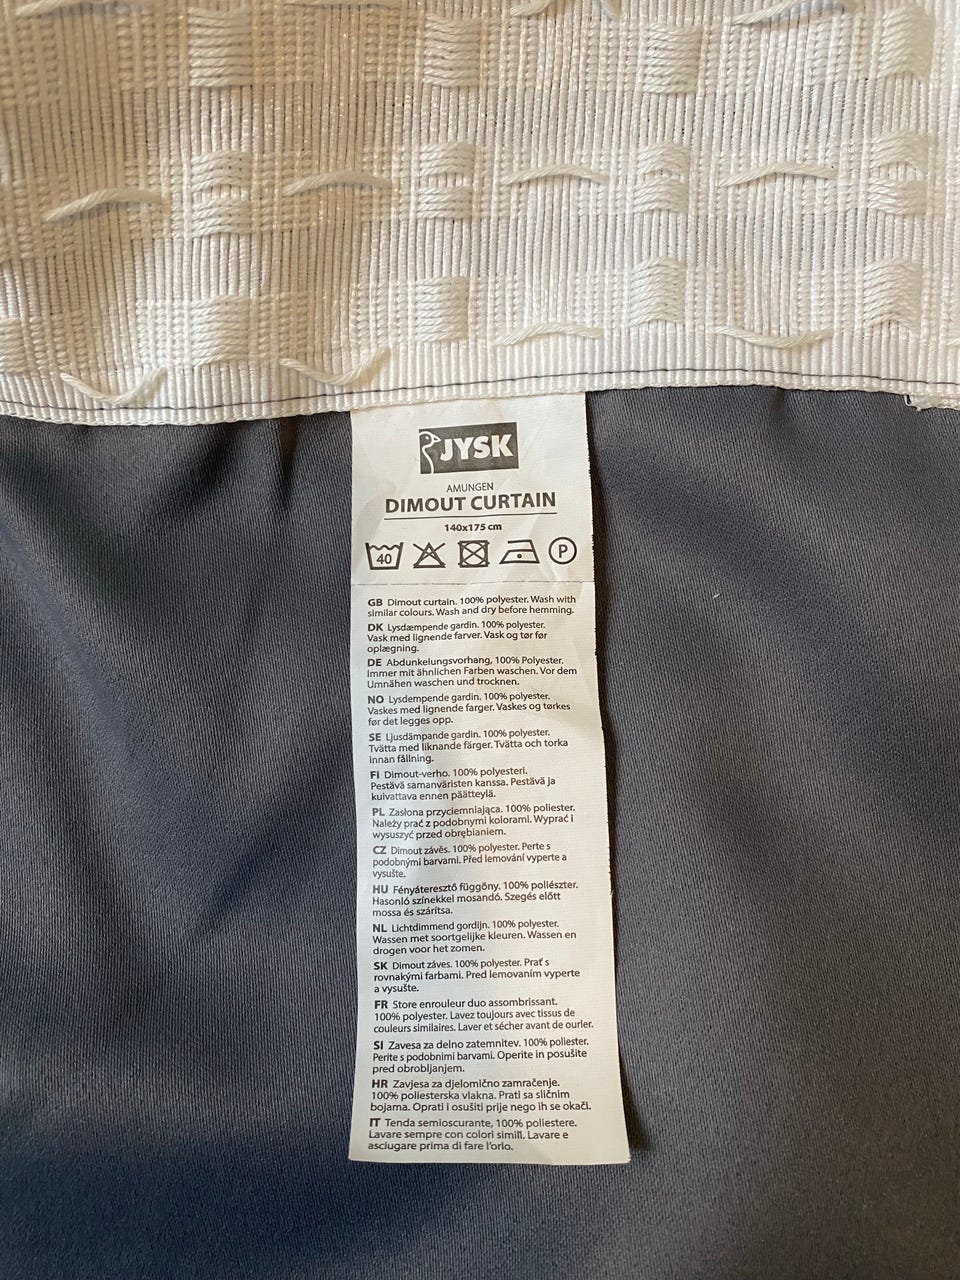 JYSK
AMUNGEN
DIMOUT CURTAIN
140x175 cm
40 P
GB Dimout curtain. 100% polyester. Wash with
similar colours. Wash and dry before hemming.
DK Lysdæmpende gardin. 100% polyester.
Vask med lignende farver. Vask og tør før
oplægning.
DE Abdunkelungsvorhang, 100% Polyester.
Immer mit ähnlichen Farben waschen. Vor dem
Umnähen waschen und trocknen.
NO Lysdempende gardin. 100% polyester.
Vaskes med lignende farger. Vaskes og tørkes
før det legges opp.
SE Ljusdämpande gardin. 100% polyester.
Tvätta med liknande färger. Tvätta och torka
innan fållning.
FI Dimout-verho. 100% polyesteri.
Pestävä samanväristen kanssa. Pestävä ja
kuivattava ennen päätteylä.
PL Zasłona przyciemniająca. 100% poliester.
Należy prać z podobnymi kolorami. Wyprać i
wysuszyć przed obrębianiem.
CZ Dimout závěs. 100% polyester. Perte s
podobnými barvami. Před lemování vyperte a
vysušte.
HU Fényáteresztő függöny. 100% poliészter.
Hasonló színekkel mosandó. Szegés előtt
mossa és szárítsa.
NL Lichtdimmend gordijn. 100% polyester.
Wassen met soortgelijke kleuren. Wassen en
drogen voor het zomen.
SK Dimout záves. 100% polyester. Prať s
rovnakými farbami. Pred lemovaním vyperte
a vysušte.
FR Store enrouleur duo assombrissant.
100% polyester. Lavez toujours avec tissus de
couleurs similaires. Laver et sécher avant de ourler.
SI Zavesa za delno zatemnitev. 100% poliester.
Perite s podobnimi barvami. Operite in posušite
pred obrobljanjem.
HR Zavjesa za djelomično zamračenje.
100% poliesterska vlakna. Prati sa sličnim
bojama. Oprati i osušiti prije nego ih se okači.
IT Tenda semioscurante, 100% poliestere.
Lavare sempre con colori simili. Lavare e
asciugare prima di fare l'orlo.